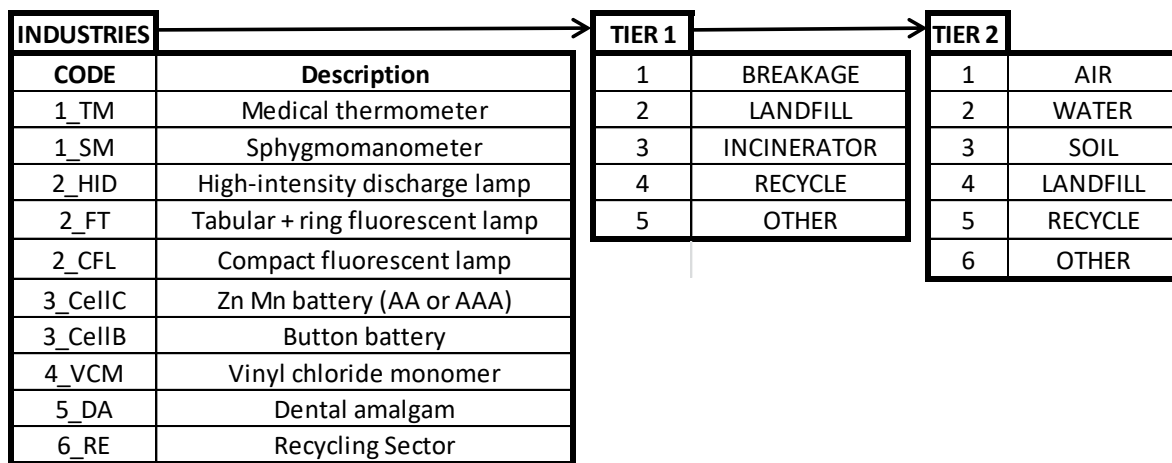 INDUSTRIES TIER 1 TIER 2
CODE Description 1 BREAKAGE 1 AIR
1_TM Medical thermometer 2 LANDFILL 2 WATER
1_SM Sphygmomanometer 3 INCINERATOR 3 SOIL
2_HID High-intensity discharge lamp 4 RECYCLE 4 LANDFILL
2_FT Tabular + ring fluorescent lamp 5 OTHER 5 RECYCLE
2_CFL Compact fluorescent lamp 6 OTHER
3_CellC Zn Mn battery (AA or AAA)
3_CellB Button battery
4_VCM Vinyl chloride monomer
5_DA Dental amalgam
6_RE Recycling Sector